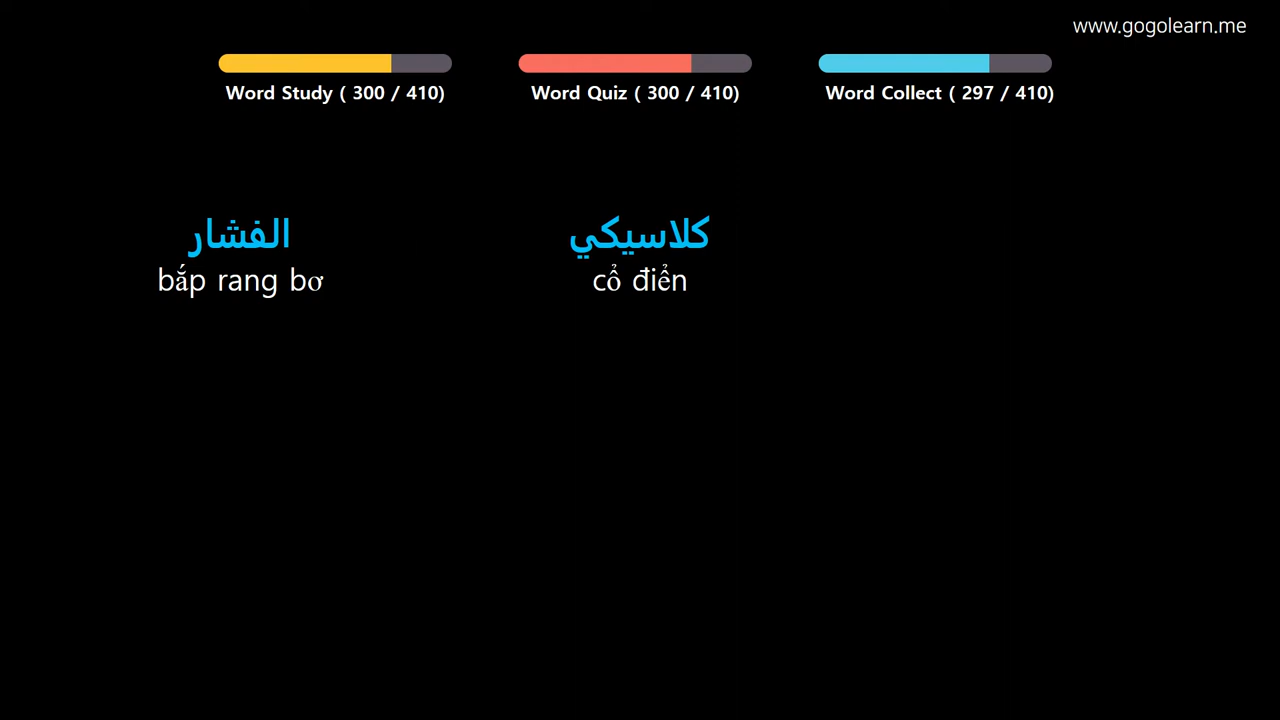 www.gogolearn.me
Word Study ( 300 / 410)
Word Quiz ( 300 / 410)
Word Collect ( 297 / 410)
الفشار
bắp rang bơ
كلاسيكي
cổ điển